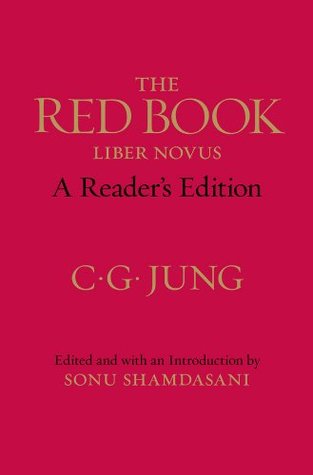 THE
RED BOOK
LIBER NOVUS
A Reader's Edition
C·G·JUNG
Edited and with an Introduction by
SONU SHAMDASANI